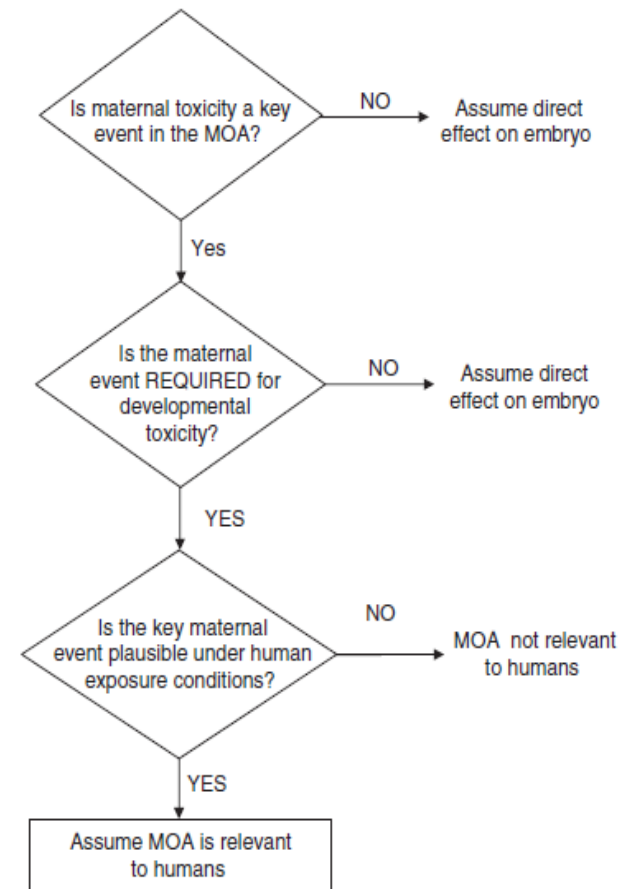 Is maternal toxicity a key
event in the MOA?
NO
Assume direct
effect on embryo
Yes
Is the maternal
event REQUIRED for
developmental
toxicity?
NO
Assume direct
effect on embryo
YES
Is the key maternal
event plausible under human
exposure conditions?
NO
MOA not relevant
to humans
YES
Assume MOA is relevant
to humans